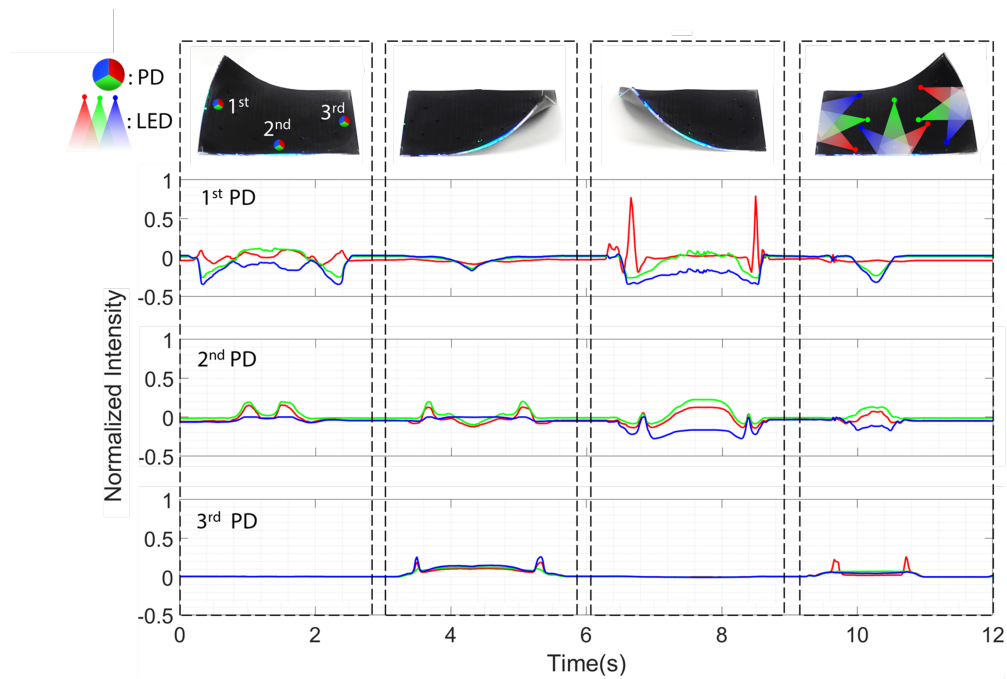 : PD
: LED
1st
2nd
3rd
1
0.5
0
-0.5
1st PD
1
0.5
0
-0.5
2nd PD
1
0.5
0
-0.5
3rd PD
Normalized Intensity
0 2 4 6 8 10 12
Time(s)